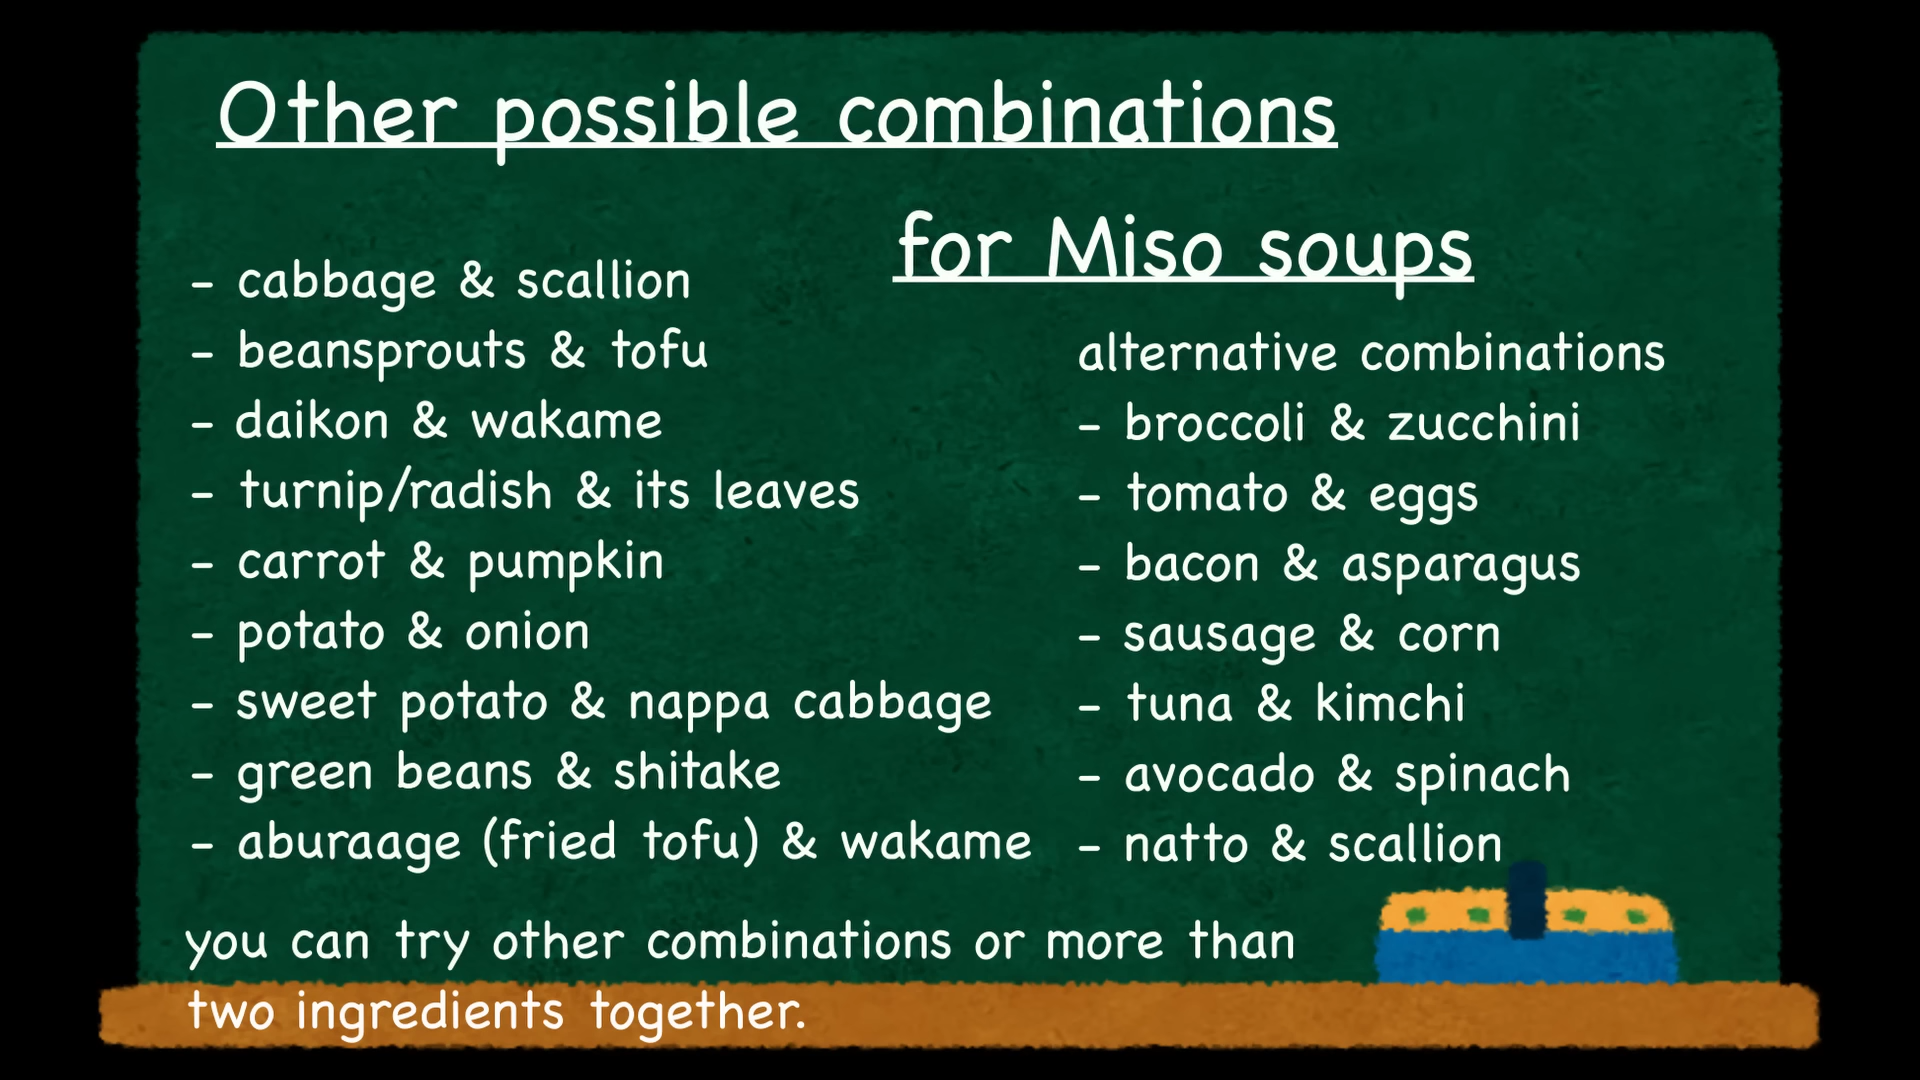 Other possible combinations
for Miso soups
- cabbage & scallion
- beansprouts & tofu
- daikon & wakame
- turnip/radish & its leaves
- carrot & pumpkin
- potato & onion
- sweet potato & nappa cabbage
- green beans & shitake
- aburaage (fried tofu) & wakame
alternative combinations
- broccoli & zucchini
- tomato & eggs
- bacon & asparagus
- sausage & corn
- tuna & kimchi
- avocado & spinach
- natto & scallion
you can try other combinations or more than
two ingredients together.